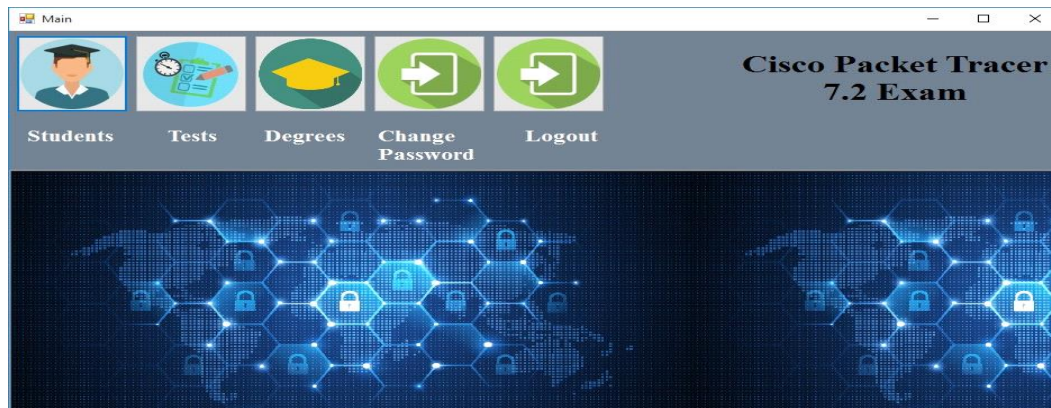 Main
Cisco Packet Tracer
7.2 Exam
Students
Tests
Degrees
Change
Password
Logout